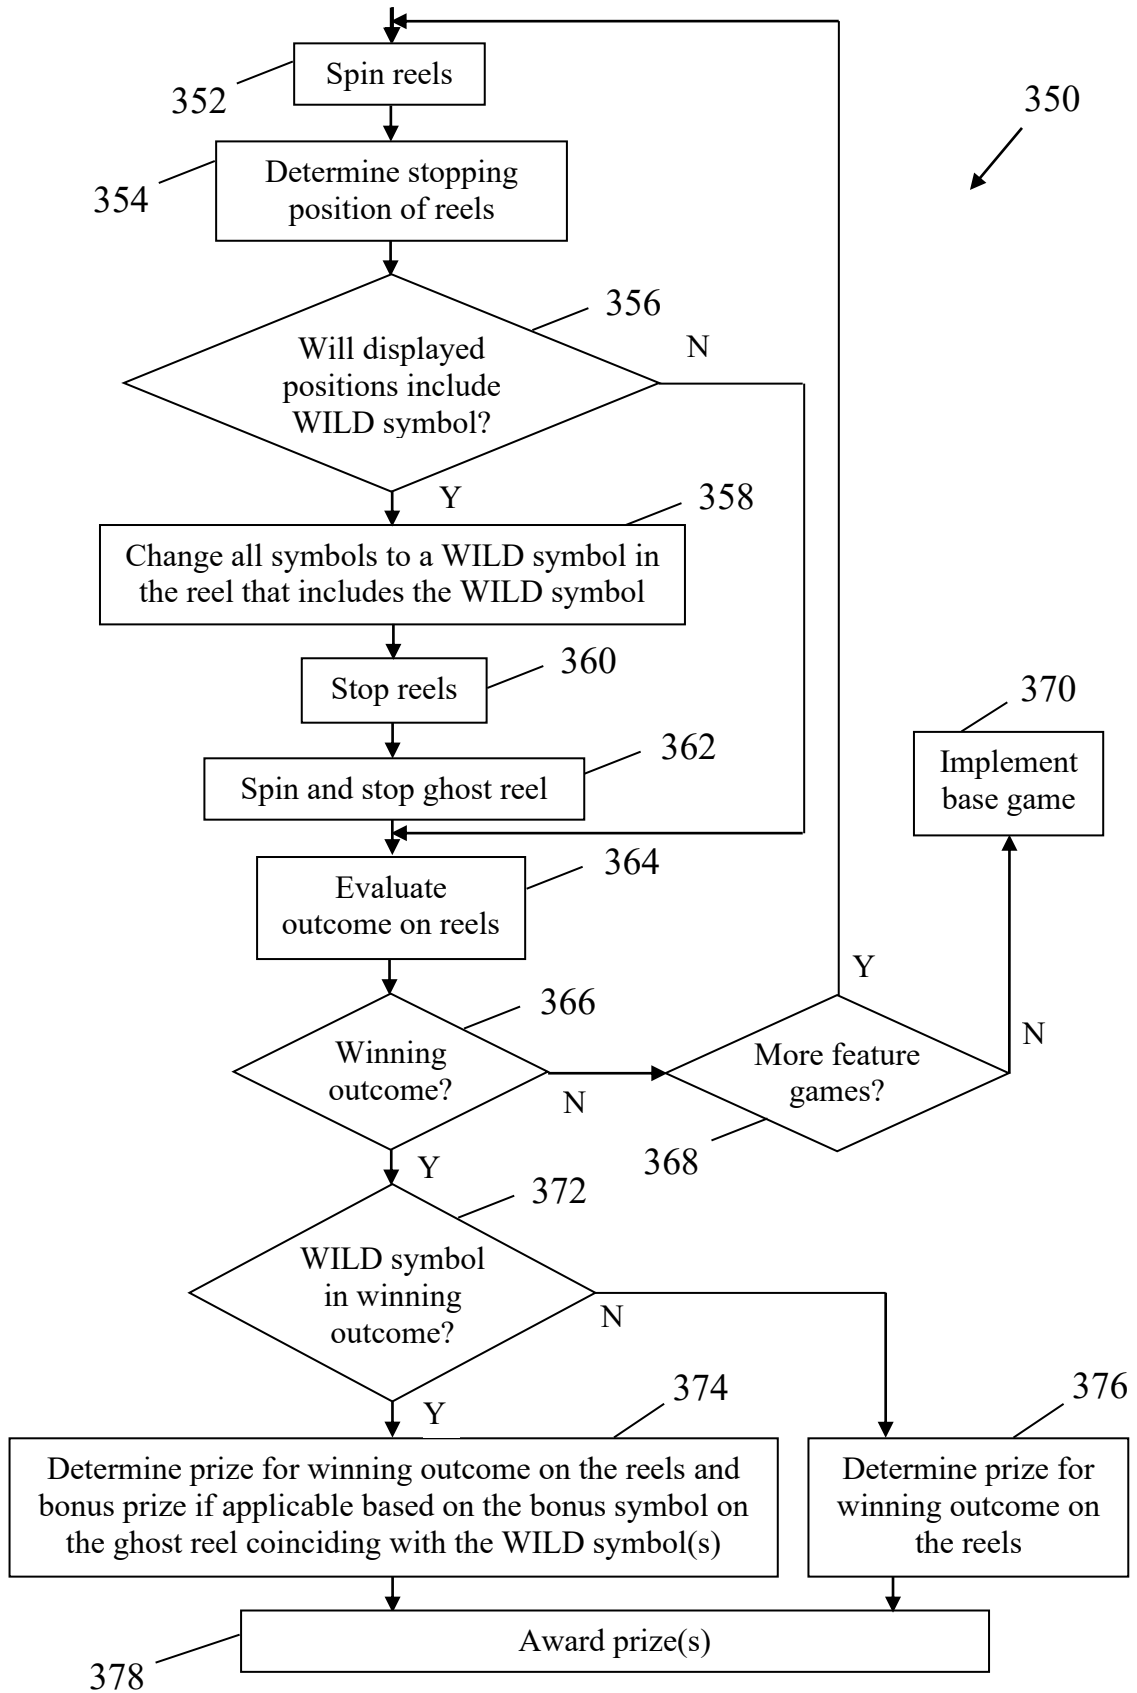 Spin reels
352
350
Determine stopping
position of reels
354
356
Will displayed
positions include
WILD symbol?
N
Y
358
Change all symbols to a WILD symbol in
the reel that includes the WILD symbol
360
Stop reels
370
362
Implement
base game
Spin and stop ghost reel
364
Evaluate
outcome on reels
Y
366
N
Winning
outcome?
More feature
games?
N
368
Y
372
WILD symbol
in winning
outcome?
N
374
376
Y
Determine prize for winning outcome on the reels and
bonus prize if applicable based on the bonus symbol on
the ghost reel coinciding with the WILD symbol(s)
Determine prize for
winning outcome on
the reels
Award prize(s)
378